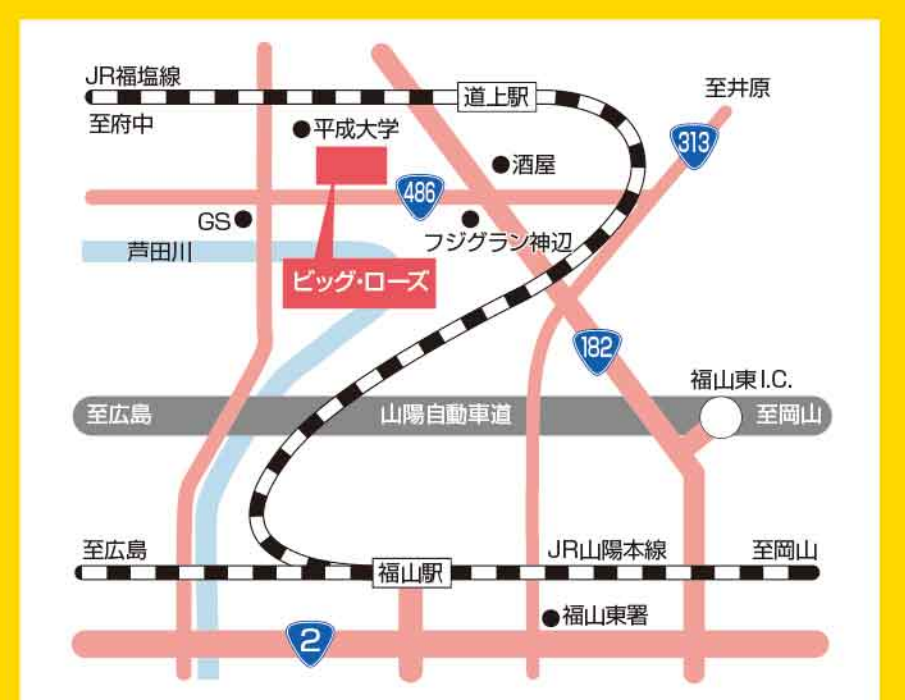 JR福塩線
道上駅
至井原
至府中
平成大学
313
酒屋
486
GS
フジグラン神辺
芦田川
ビッグ・ローズ
182
福山東I.C.
至広島
山陽自動車道
至岡山
至広島
JR山陽本線
至岡山
福山駅
福山東署
2